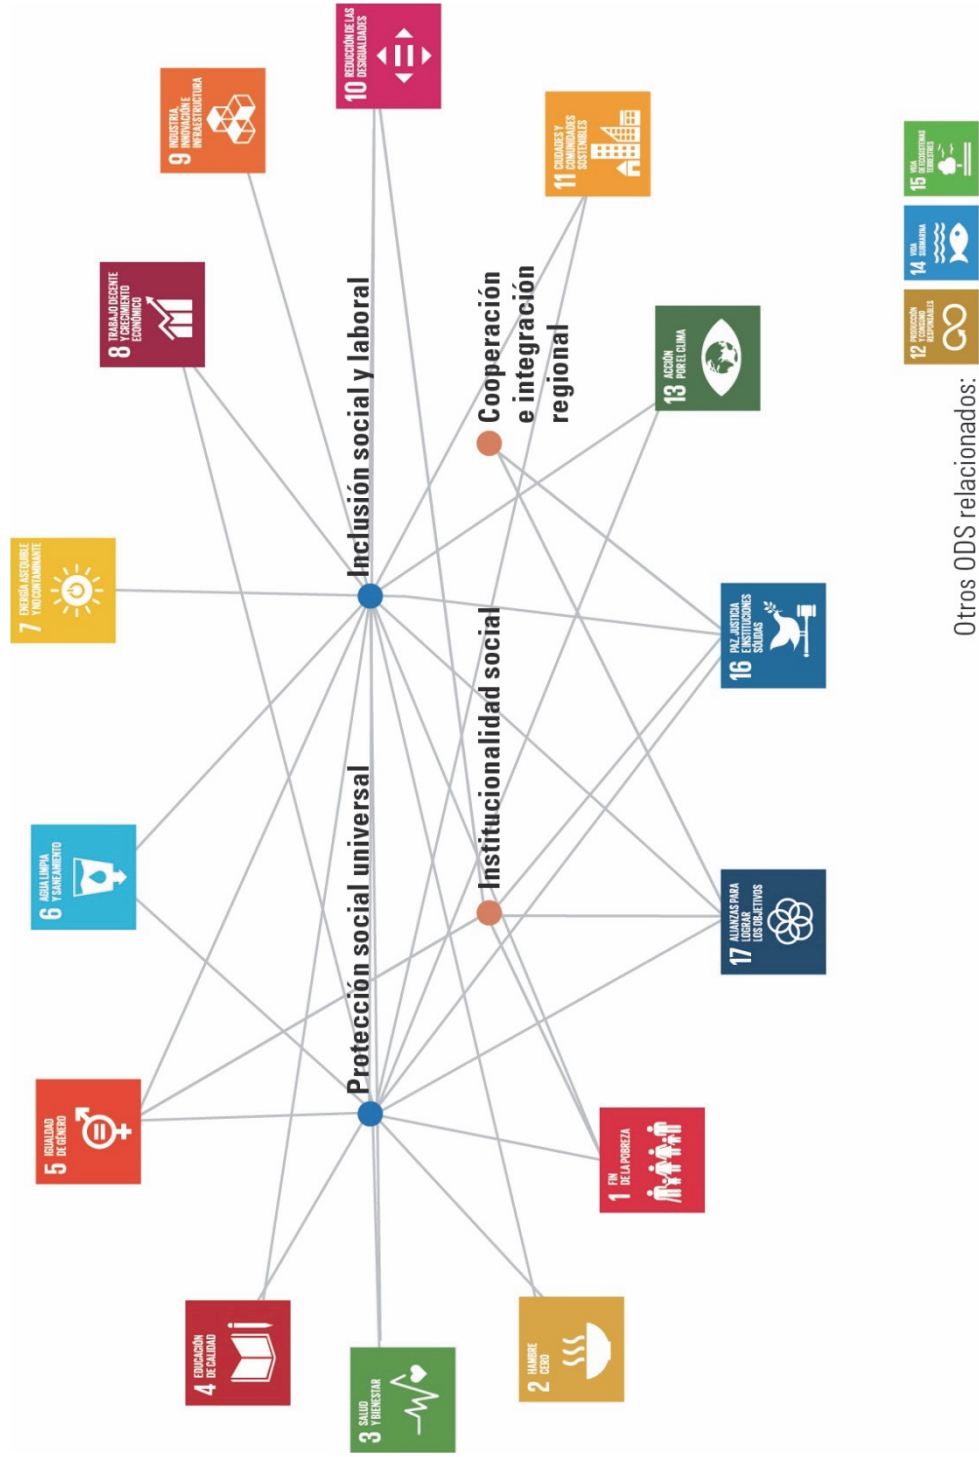 1 FIN
DE LA POBREZA
2 HAMBRE
CERO
3 SALUD
Y BIENESTAR
4 EDUCACIÓN
DE CALIDAD
5 IGUALDAD
DE GÉNERO
6 AGUA LIMPIA
Y SANEAMIENTO
7 ENERGÍA ASEQUIBLE
Y NO CONTAMINANTE
8 TRABAJO DECENTE
Y CRECIMIENTO
ECONÓMICO
9 INDUSTRIA,
INNOVACIÓN E
INFRAESTRUCTURA
10 REDUCCIÓN DE LAS
DESIGUALDADES
11 CIUDADES Y
COMUNIDADES
SOSTENIBLES
13 ACCIÓN
POR EL CLIMA
16 PAZ, JUSTICIA
E INSTITUCIONES
SÓLIDAS
17 ALIANZAS PARA
LOGRAR
LOS OBJETIVOS
Protección social universal
Inclusión social y laboral
Institucionalidad social
Cooperación
e integración
regional
Otros ODS relacionados:
12 PRODUCCIÓN
Y CONSUMO
RESPONSABLES
14 VIDA
SUBMARINA
15 VIDA
DE ECOSISTEMAS
TERRESTRES